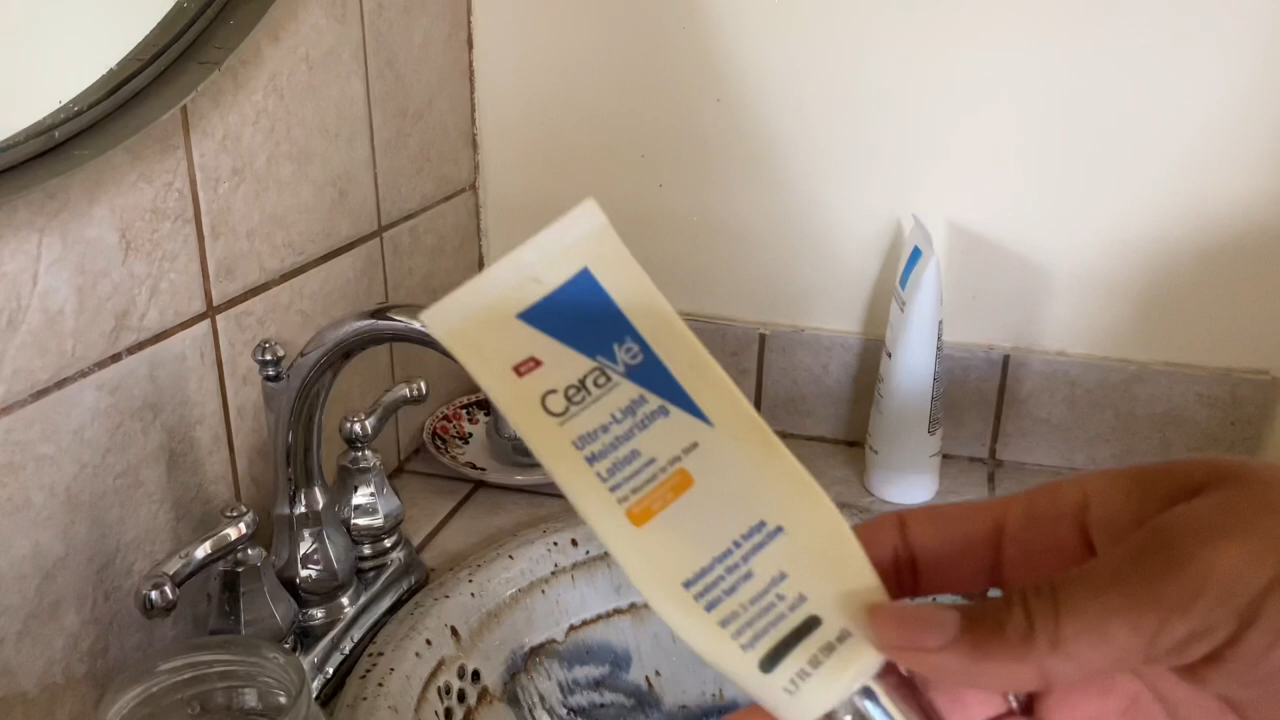 NEW
CeraVe
Ultra-Light
Moisturizing
Lotion
For Normal to Oily Skin
Moisturizes & helps
restore the protective
skin barrier
With 3 essential
ceramides &
hyaluronic acid
1.7 FL OZ (50 mL)